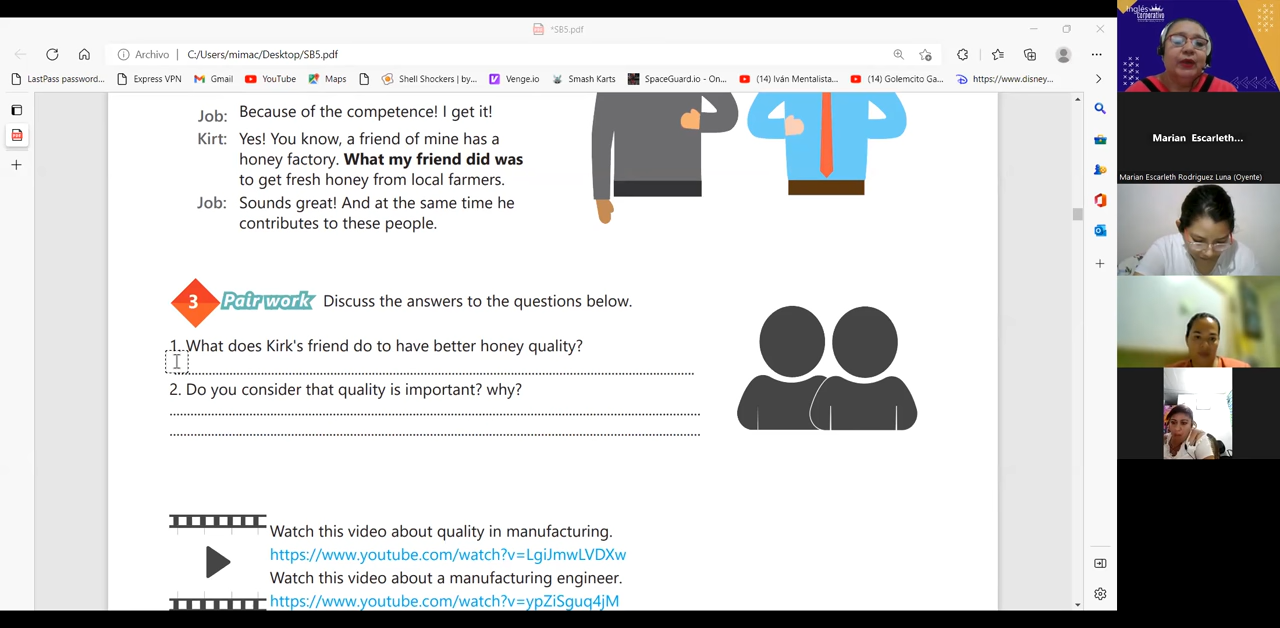 *SB5.pdf
Archivo | C:/Users/mimac/Desktop/SB5.pdf
LastPass password... Express VPN Gmail YouTube Maps Shell Shockers | by... Venge.io Smash Karts SpaceGuard.io - On... (14) Iván Mentalista... (14) Golemcito Ga... https://www.disney...
Job: Because of the competence! I get it!
Kirt: Yes! You know, a friend of mine has a
honey factory. What my friend did was
to get fresh honey from local farmers.
Job: Sounds great! And at the same time he
contributes to these people.
3 Pair work Discuss the answers to the questions below.
1. What does Kirk's friend do to have better honey quality?
2. Do you consider that quality is important? why?
Watch this video about quality in manufacturing.
https://www.youtube.com/watch?v=LgiJmwLVDXw
Watch this video about a manufacturing engineer.
https://www.youtube.com/watch?v=ypZiSguq4jM
Inglés
Corporativo
Marian Escarleth...
Marian Escarleth Rodriguez Luna (Oyente)